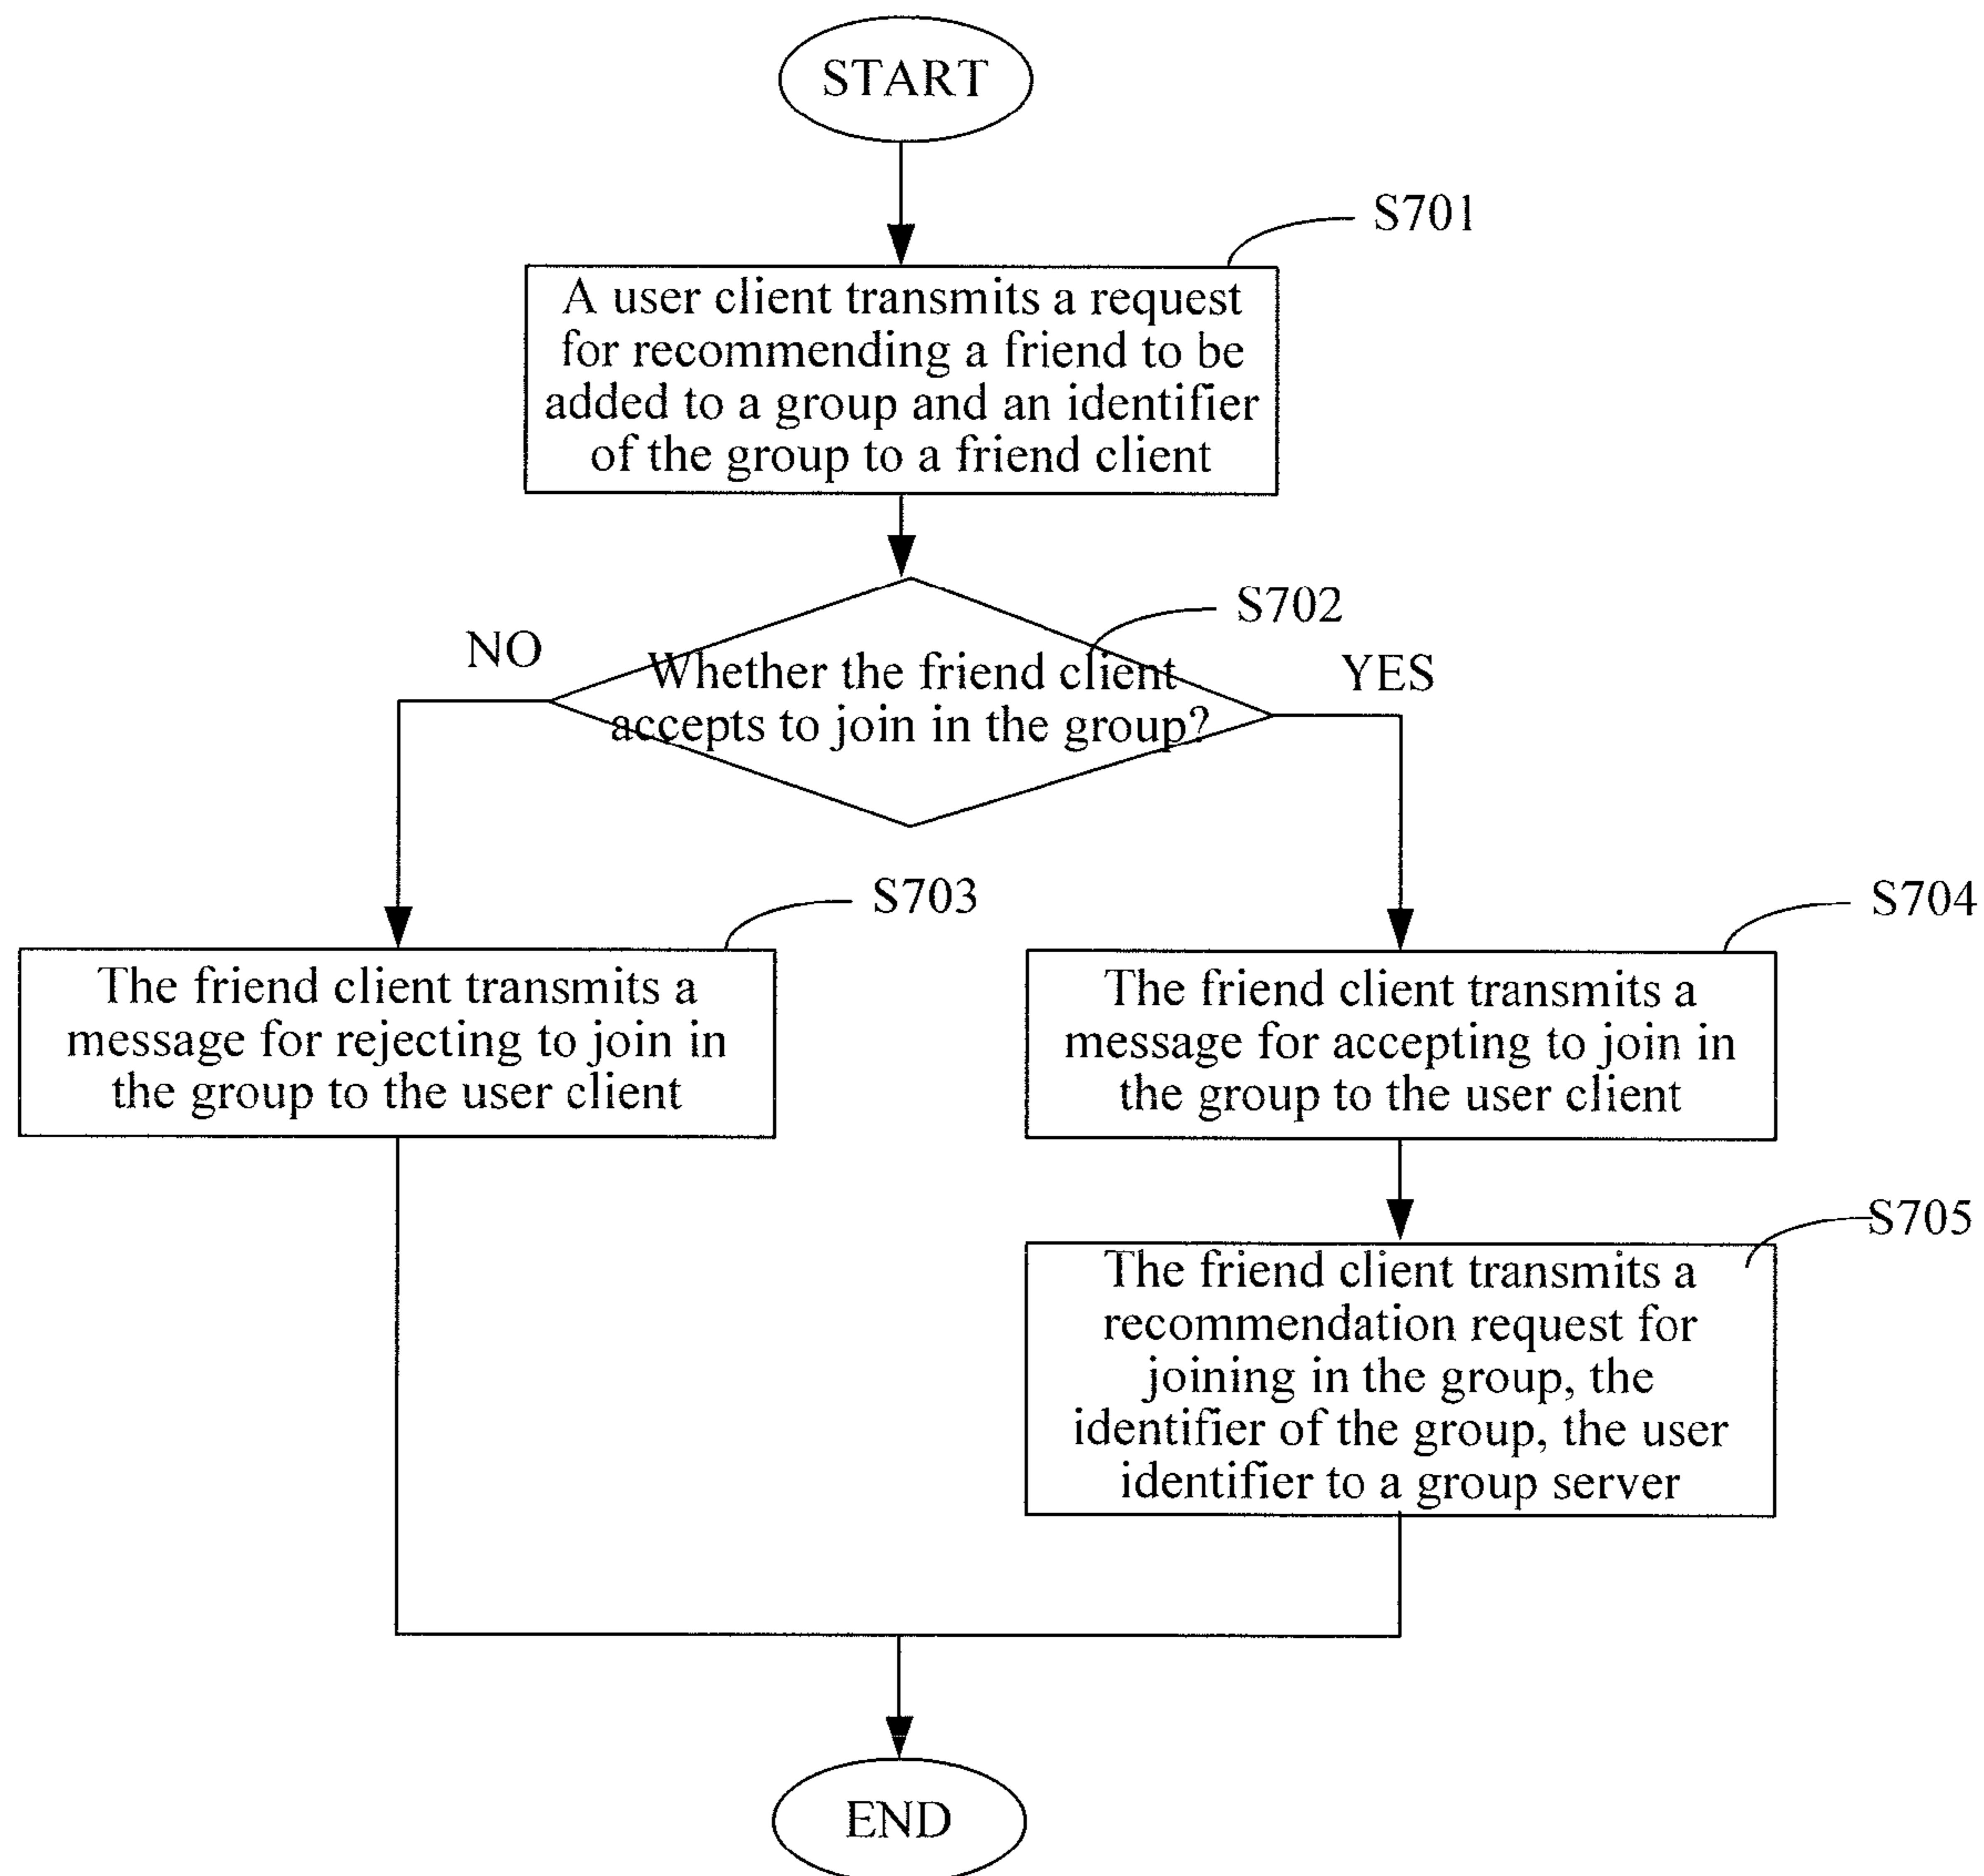 START
S701
A user client transmits a request
for recommending a friend to be
added to a group and an identifier
of the group to a friend client
S702
NO
YES
Whether the friend client
accepts to join in the group?
S703
S704
The friend client transmits a
message for rejecting to join in
the group to the user client
The friend client transmits a
message for accepting to join in
the group to the user client
S705
The friend client transmits a
recommendation request for
joining in the group, the
identifier of the group, the user
identifier to a group server
END